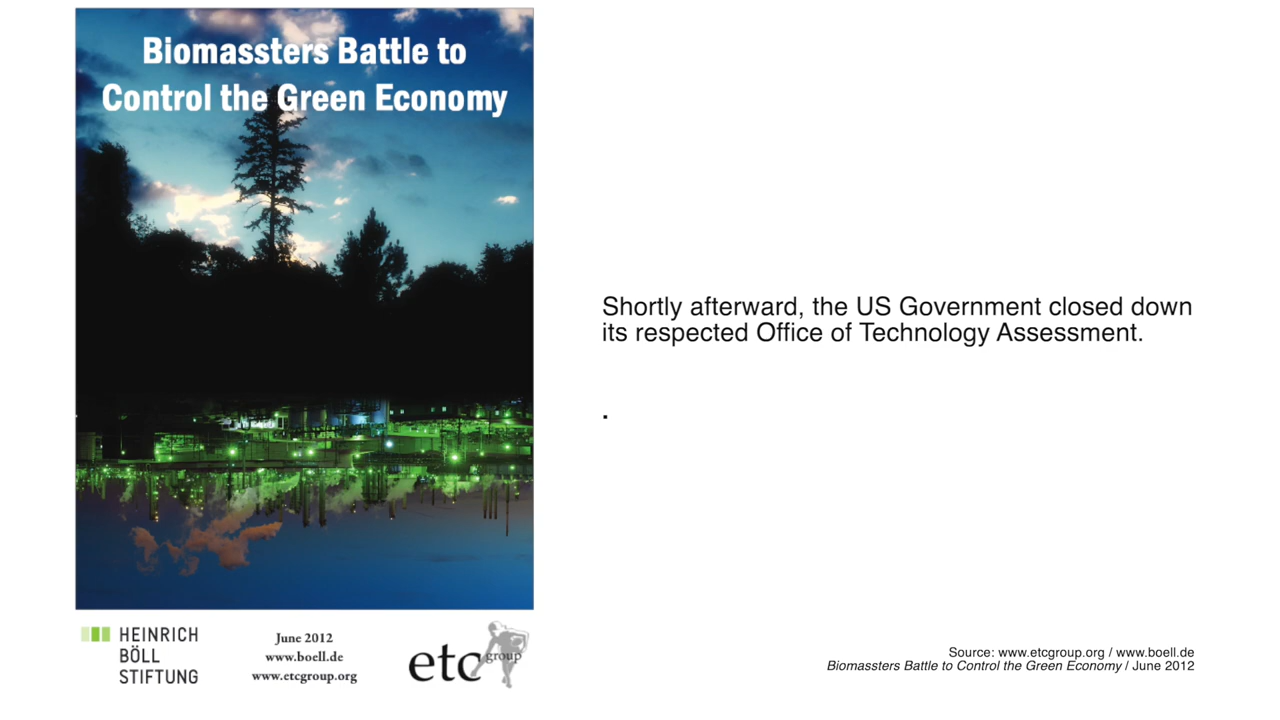 Biomassters Battle to
Control the Green Economy
HEINRICH
BÖLL
STIFTUNG
June 2012
www.boell.de
www.etcgroup.org
etc group
Shortly afterward, the US Government closed down
its respected Office of Technology Assessment.
.
Source: www.etcgroup.org / www.boell.de
Biomassters Battle to Control the Green Economy / June 2012